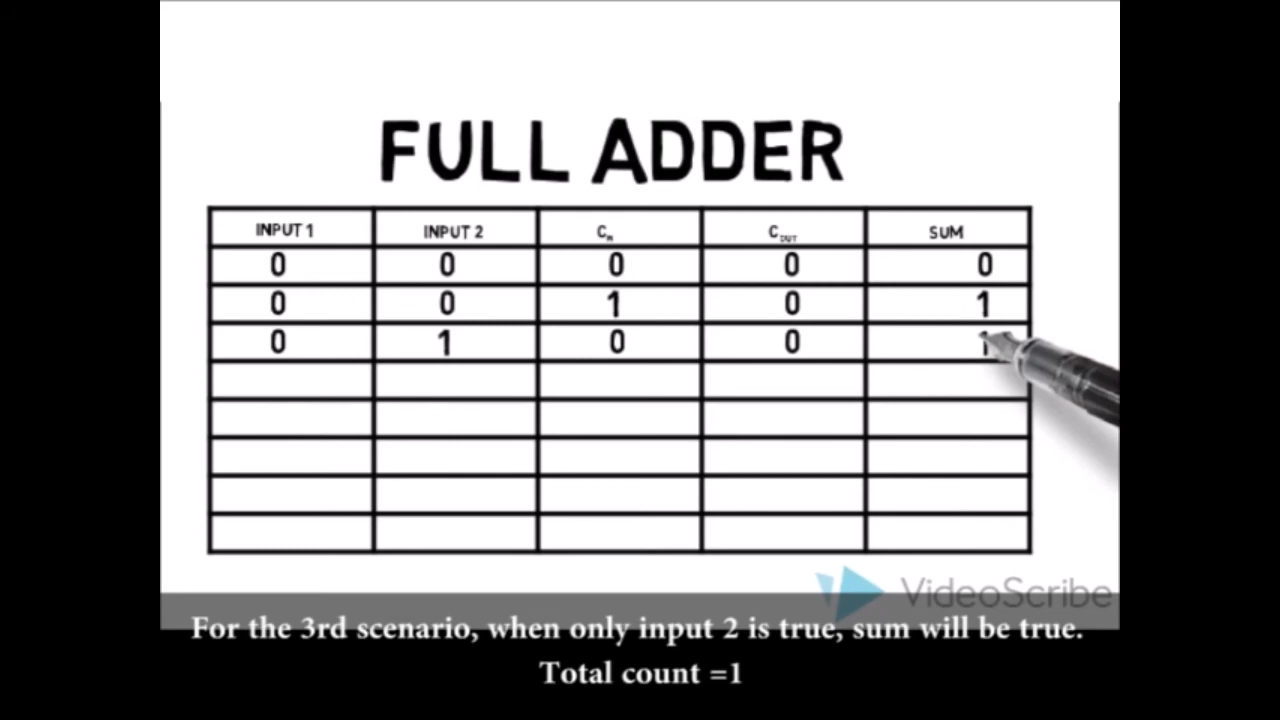 FULL ADDER
INPUT 1 INPUT 2 CIN COUT SUM
0 0 0 0 0
0 0 1 0 1
0 1 0 0 1
VideoScribe
For the 3rd scenario, when only input 2 is true, sum will be true.
Total count =1